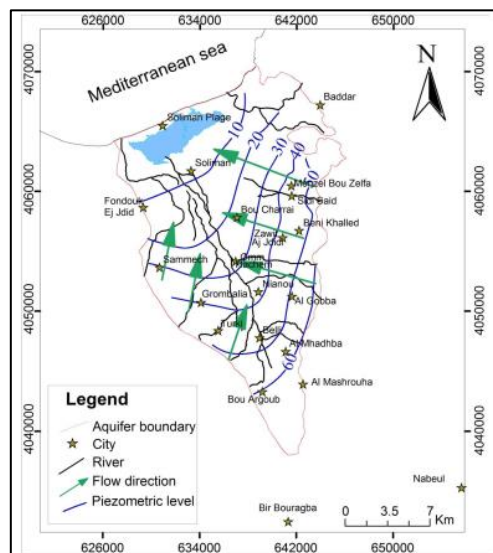 626000 634000 642000 650000
Mediterranean sea
N
4070000
4070000
Baddar
Soliman Plage
10
20
30
40
Soliman
4060000
4060000
Menzel Bou Zelfa
Sidi Said
Fondouk
Ej Jdid
Bou Charrai
Beni Khalled
Zawit
Aj Jdidi
Sammech
Nianou
Grombalia
Al Gobba
4050000
4050000
Turki
Belli
Al Mhadhba
60
Al Mashrouha
Bou Argoub
Legend
Aquifer boundary
City
River
Flow direction
Piezometric level
4040000
4040000
Nabeul
Bir Bouragba
0 3.5 7
Km
626000 634000 642000 650000